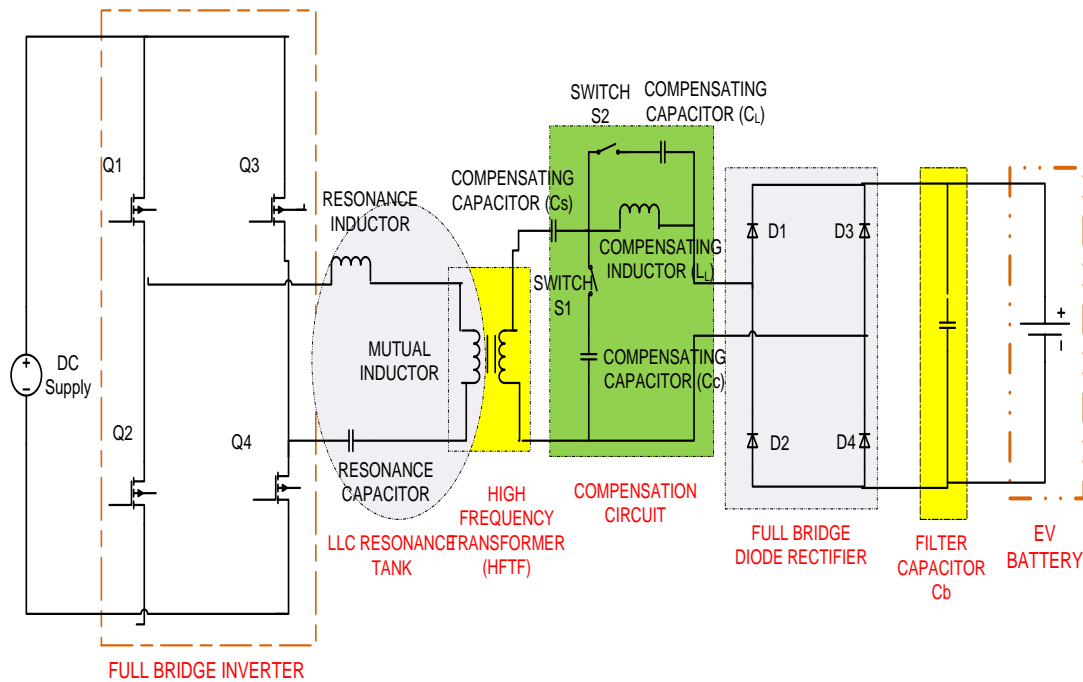 SWITCH
S2
COMPENSATING
CAPACITOR (CL)
Q1
Q3
RESONANCE
INDUCTOR
COMPENSATING
CAPACITOR (Cs)
COMPENSATING
INDUCTOR (LL)
SWITCH
S1
D1
D3
MUTUAL
INDUCTOR
COMPENSATING
CAPACITOR (Cc)
DC
Supply
Q2
Q4
D2
D4
RESONANCE
CAPACITOR
LLC RESONANCE
TANK
HIGH
FREQUENCY
TRANSFORMER
(HFTF)
COMPENSATION
CIRCUIT
FULL BRIDGE
DIODE RECTIFIER
FILTER
CAPACITOR
Cb
EV
BATTERY
FULL BRIDGE INVERTER